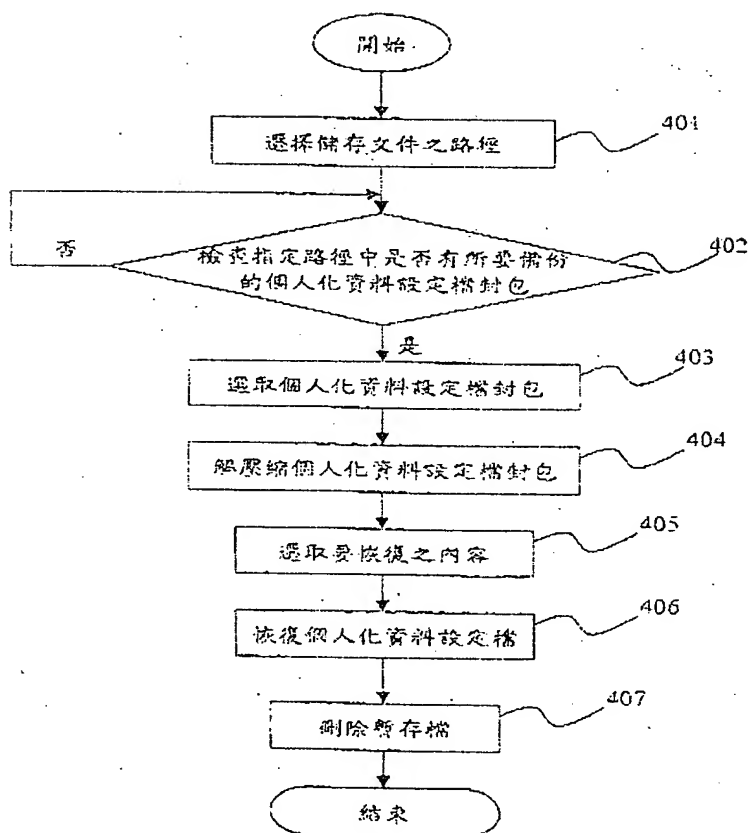 開始
選擇儲存文件之路徑
401
否
檢查指定路徑中是否有所要備份
的個人化資料設定檔封包
402
是
選取個人化資料設定檔封包
403
解壓縮個人化資料設定檔封包
404
選取要恢復之內容
405
恢復個人化資料設定檔
406
刪除暫存檔
407
結束